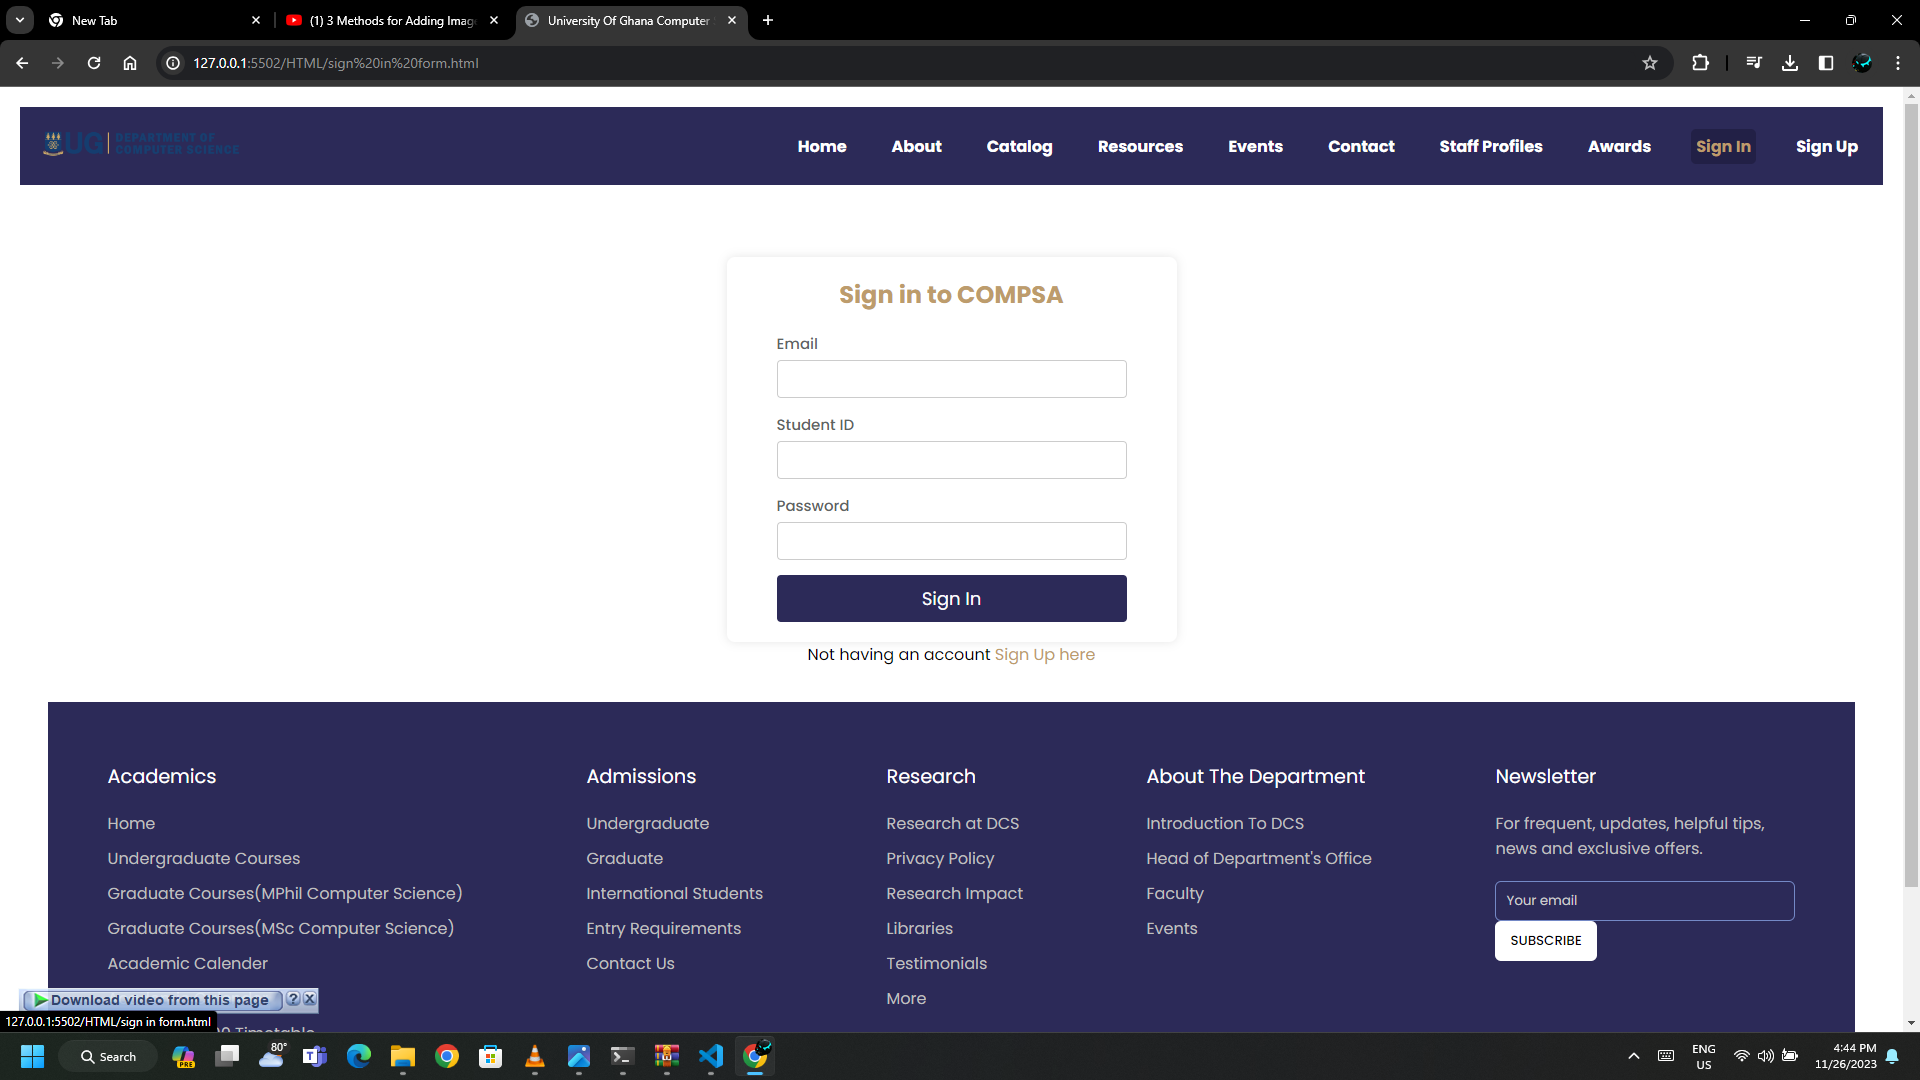 New Tab
(1) 3 Methods for Adding Imag
University Of Ghana Computer
127.0.0.1:5502/HTML/sign%20in%20form.html
UG DEPARTMENT OF
COMPUTER SCIENCE
Home About Catalog Resources Events Contact Staff Profiles Awards Sign In Sign Up
Sign in to COMPSA
Email
Student ID
Password
Sign In
Not having an account Sign Up here
Academics
Home
Undergraduate Courses
Graduate Courses(MPhil Computer Science)
Graduate Courses(MSc Computer Science)
Academic Calender
Admissions
Undergraduate
Graduate
International Students
Entry Requirements
Contact Us
Research
Research at DCS
Privacy Policy
Research Impact
Libraries
Testimonials
More
About The Department
Introduction To DCS
Head of Department's Office
Faculty
Events
Newsletter
For frequent, updates, helpful tips,
news and exclusive offers.
Your email
SUBSCRIBE
Download video from this page ? X
127.0.0.1:5502/HTML/sign in form.html
Timetable
Search
PRE
80°
ENG
US
4:44 PM
11/26/2023